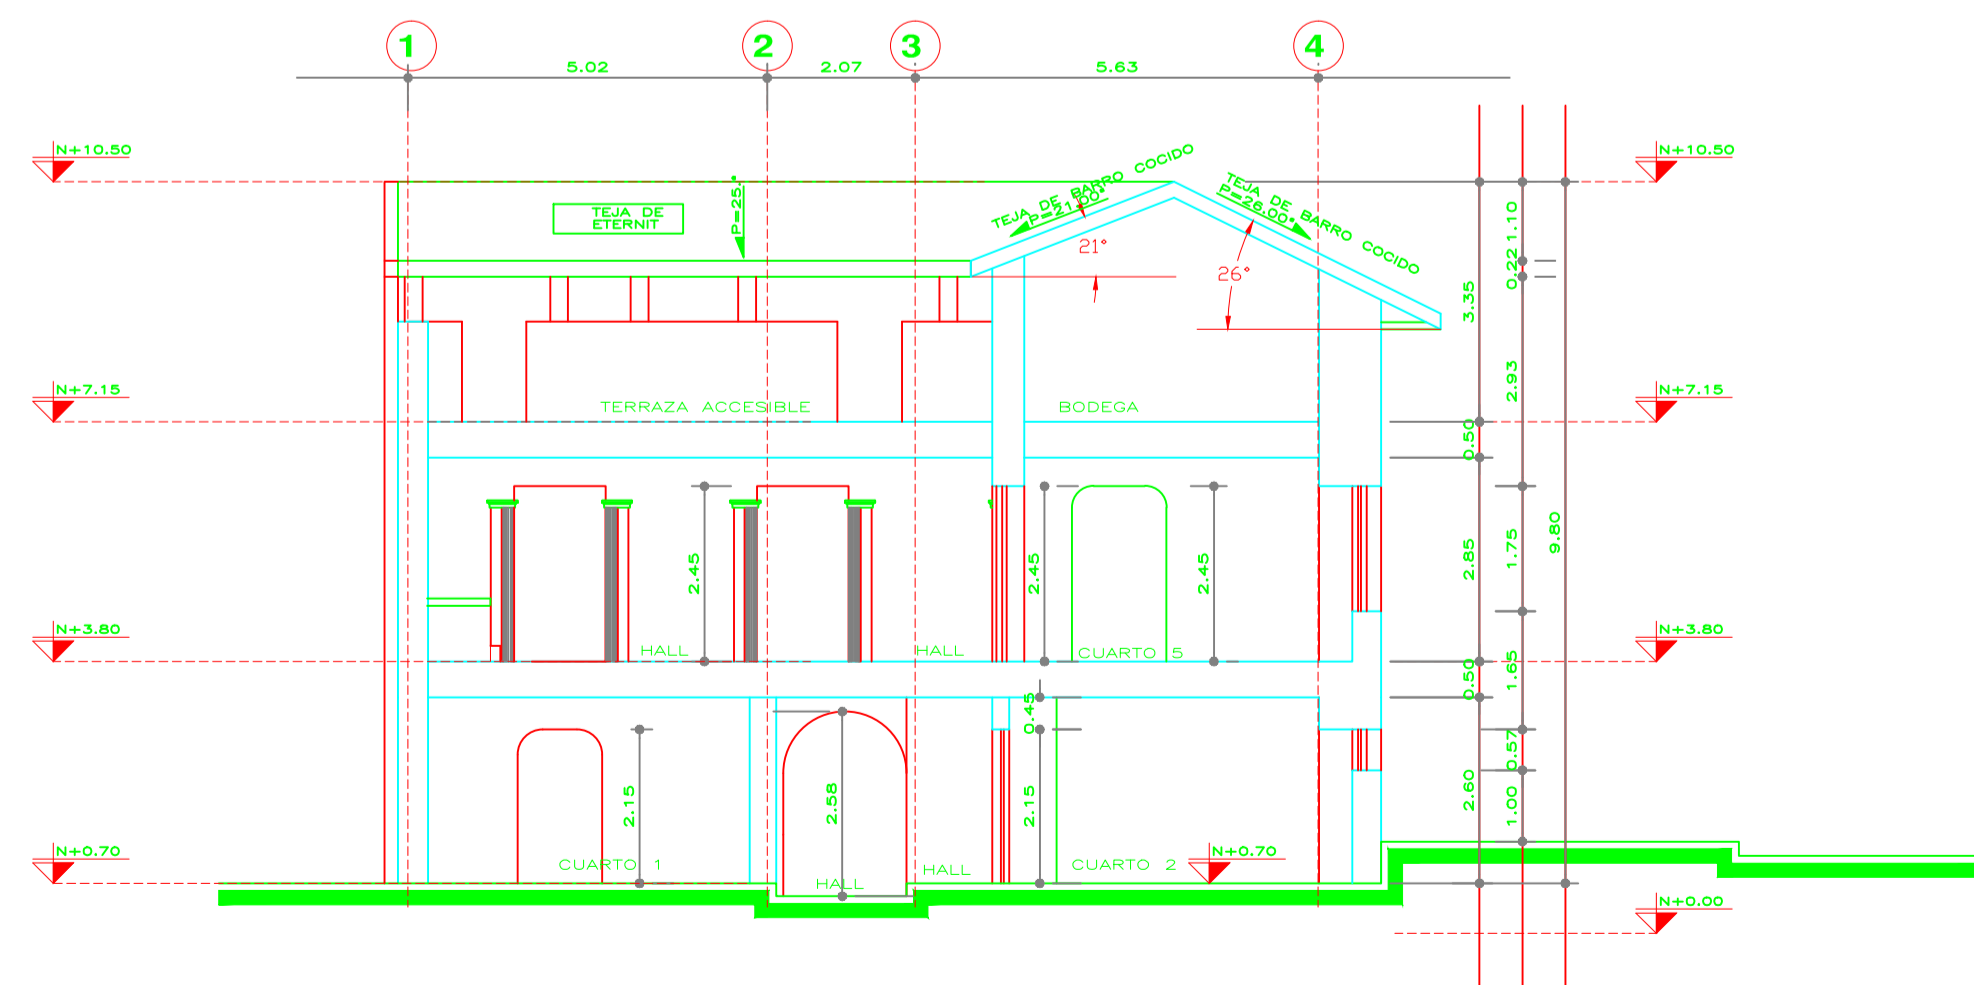 1
2
3
4
5.02
2.07
5.63
N+10.50
N+10.50
TEJA DE BARRO COCIDO
P=21.00°
TEJA DE BARRO COCIDO
P=26.00°
TEJA DE
ETERNIT
P=25.°
21°
26°
1.10
0.22
3.35
2.93
N+7.15
N+7.15
TERRAZA ACCESIBLE
BODEGA
0.50
2.45
2.45
2.45
2.85
1.75
9.80
N+3.80
N+3.80
HALL
HALL
CUARTO 5
0.50
1.65
0.45
0.57
2.15
2.58
2.15
2.60
1.00
N+0.70
CUARTO 1
HALL
HALL
CUARTO 2
N+0.70
N+0.00